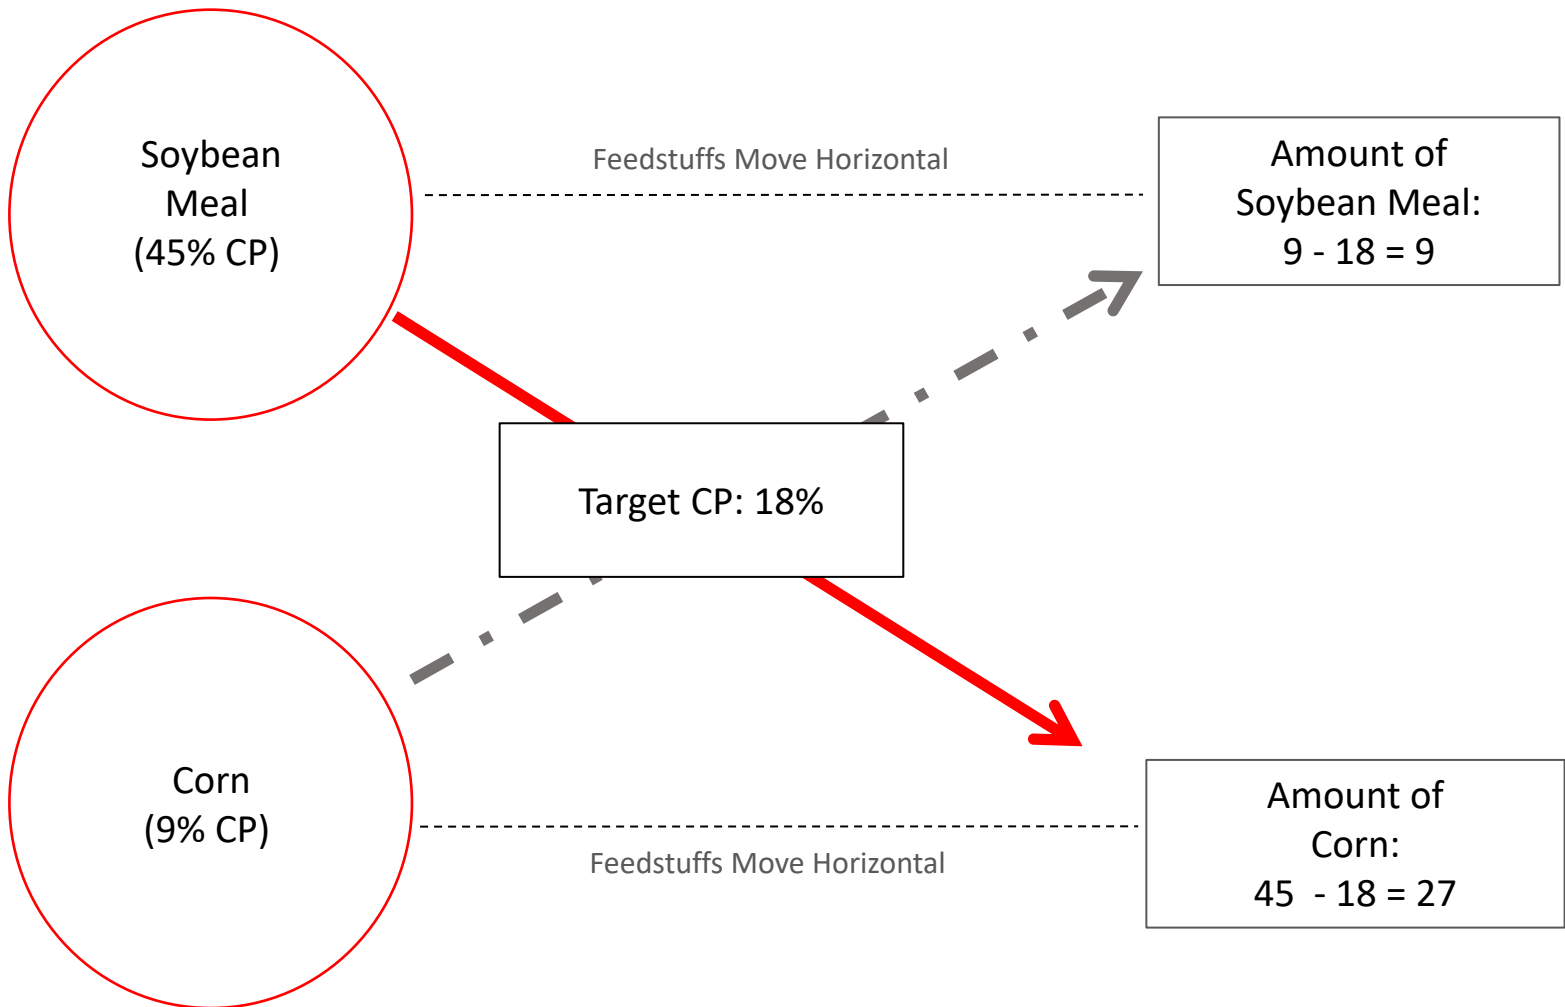 Soybean
Meal
(45% CP)
Feedstuffs Move Horizontal
Amount of
Soybean Meal:
9 - 18 = 9
Target CP: 18%
Corn
(9% CP)
Feedstuffs Move Horizontal
Amount of
Corn:
45  - 18 = 27